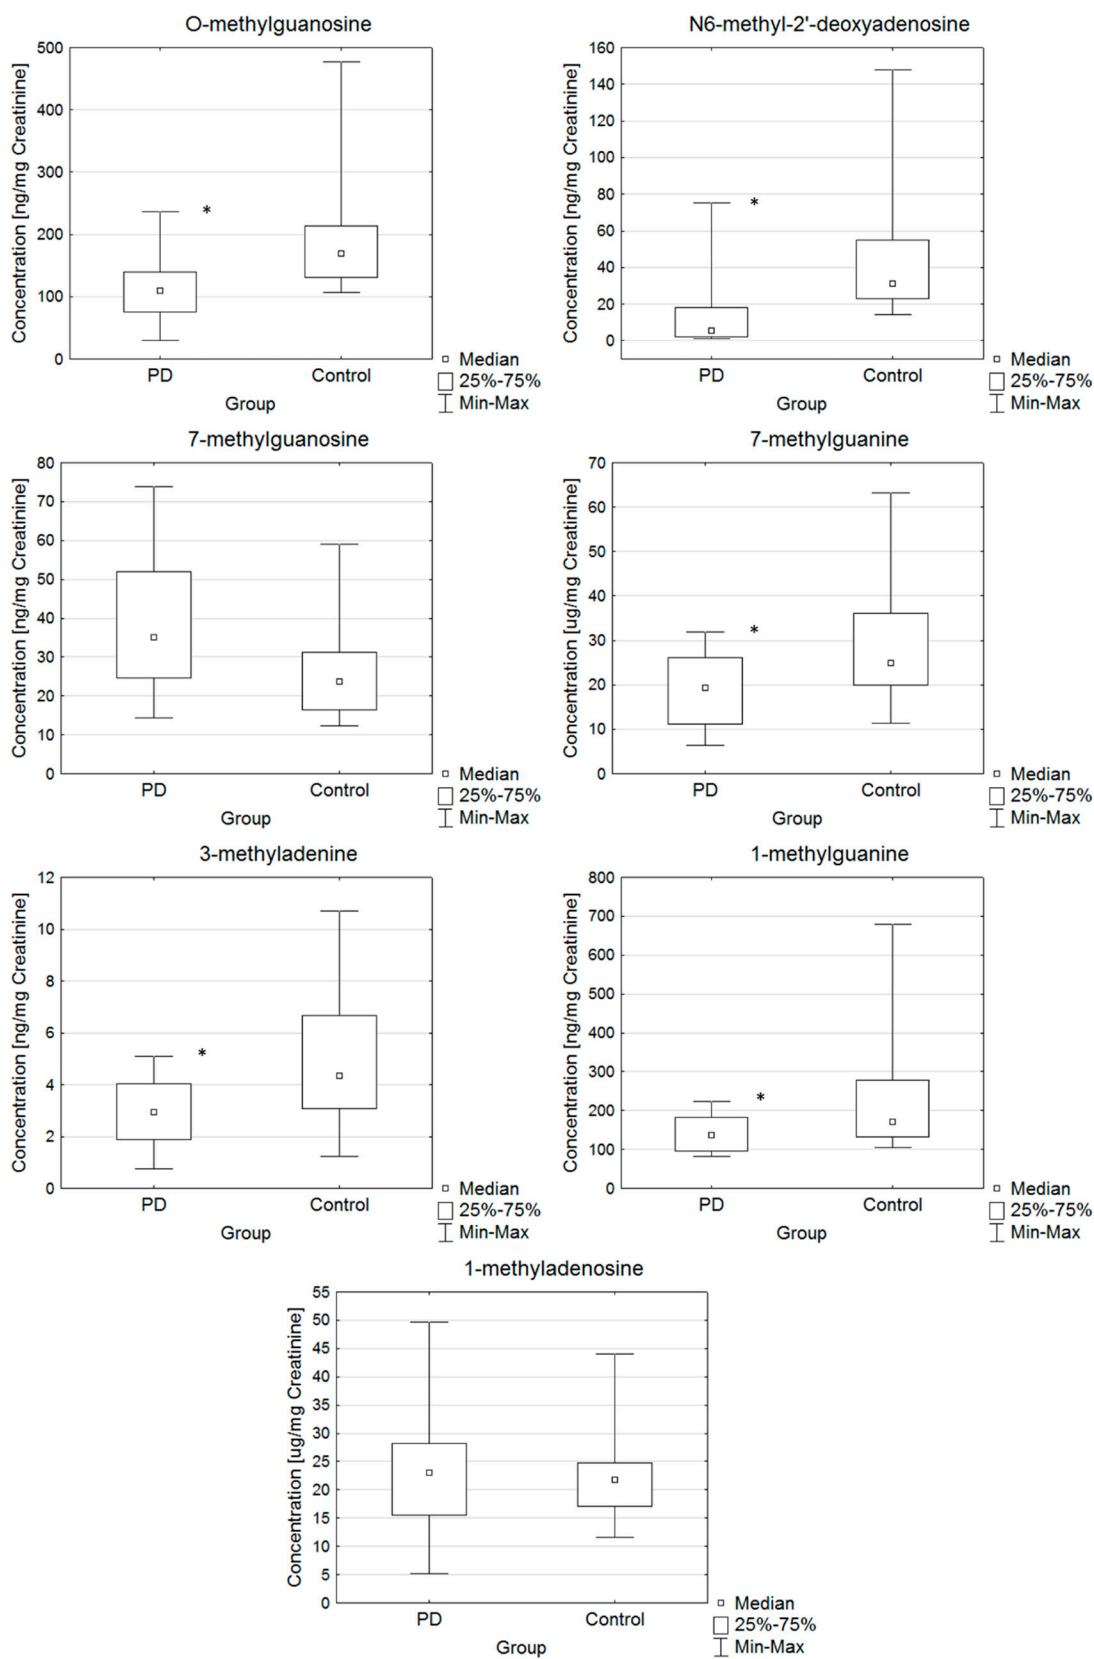 O-methylguanosine
Concentration [ng/mg Creatinine]
500
400
300
200
100
0
*
PD
Control
Group
Median
25%-75%
Min-Max
N6-methyl-2'-deoxyadenosine
Concentration [ng/mg Creatinine]
160
140
120
100
80
60
40
20
0
*
PD
Control
Group
Median
25%-75%
Min-Max
7-methylguanosine
Concentration [ng/mg Creatinine]
80
70
60
50
40
30
20
10
0
PD
Control
Group
Median
25%-75%
Min-Max
7-methylguanine
Concentration [ug/mg Creatinine]
70
60
50
40
30
20
10
0
*
PD
Control
Group
Median
25%-75%
Min-Max
3-methyladenine
Concentration [ng/mg Creatinine]
12
10
8
6
4
2
0
*
PD
Control
Group
Median
25%-75%
Min-Max
1-methylguanine
Concentration [ng/mg Creatinine]
800
700
600
500
400
300
200
100
0
*
PD
Control
Group
Median
25%-75%
Min-Max
1-methyladenosine
Concentration [ug/mg Creatinine]
55
50
45
40
35
30
25
20
15
10
5
0
PD
Control
Group
Median
25%-75%
Min-Max